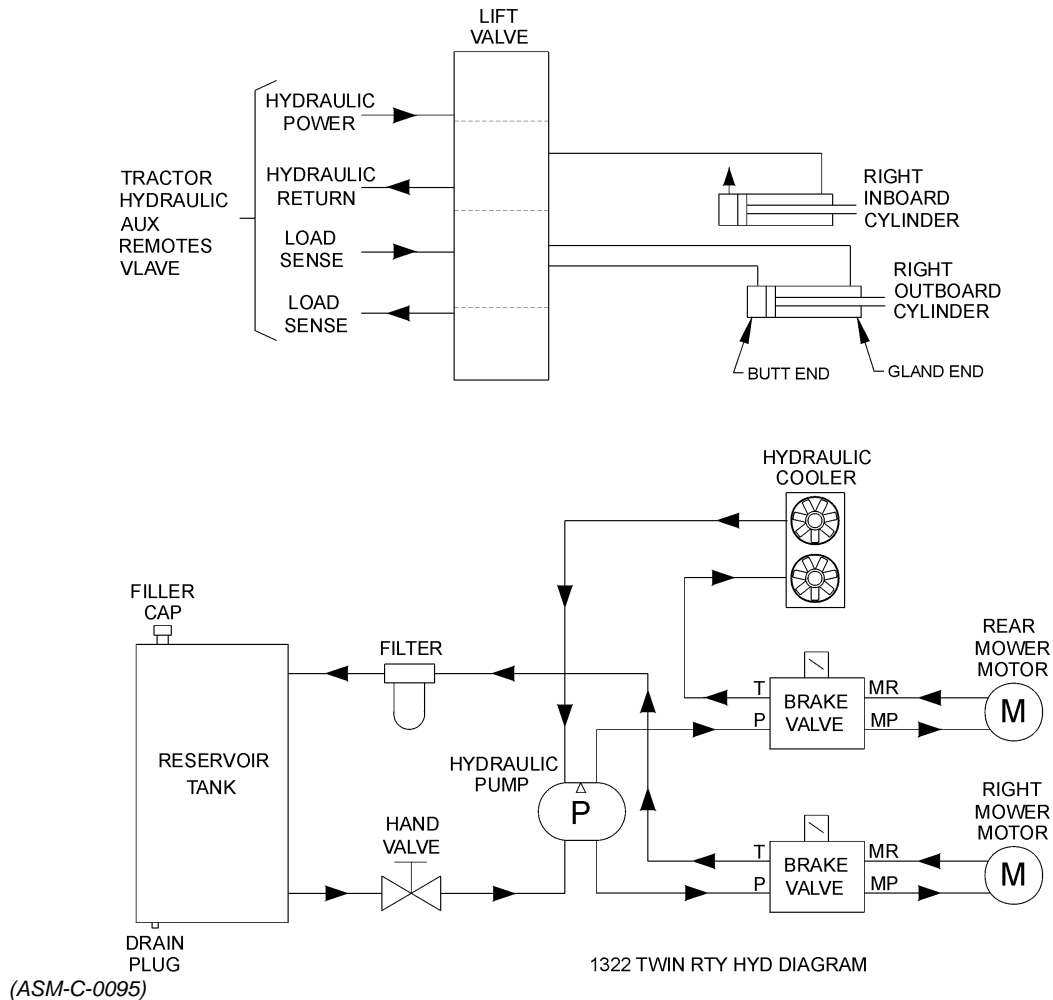 LIFT
VALVE
HYDRAULIC
POWER
HYDRAULIC
RETURN
LOAD
SENSE
LOAD
SENSE
TRACTOR
HYDRAULIC
AUX
REMOTES
VLAVE
RIGHT
INBOARD
CYLINDER
RIGHT
OUTBOARD
CYLINDER
BUTT END
GLAND END
HYDRAULIC
COOLER
FILLER
CAP
FILTER
RESERVOIR
TANK
HYDRAULIC
PUMP
P
HAND
VALVE
DRAIN
PLUG
T
P
BRAKE
VALVE
MR
MP
REAR
MOWER
MOTOR
M
T
P
BRAKE
VALVE
MR
MP
RIGHT
MOWER
MOTOR
M
1322 TWIN RTY HYD DIAGRAM
(ASM-C-0095)